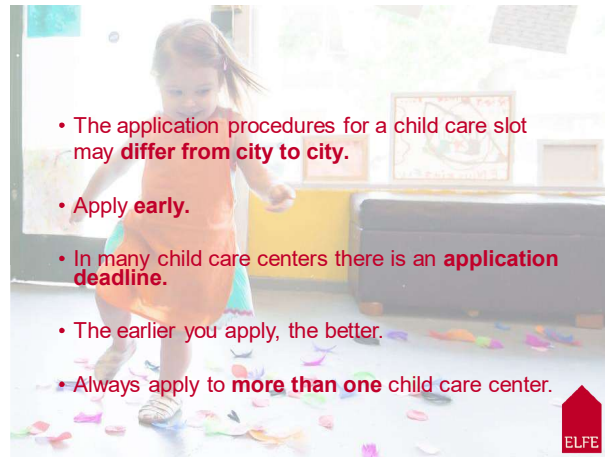 • The application procedures for a child care slot
may differ from city to city.
• Apply early.
• In many child care centers there is an application
deadline.
• The earlier you apply, the better.
• Always apply to more than one child care center.
ELFE